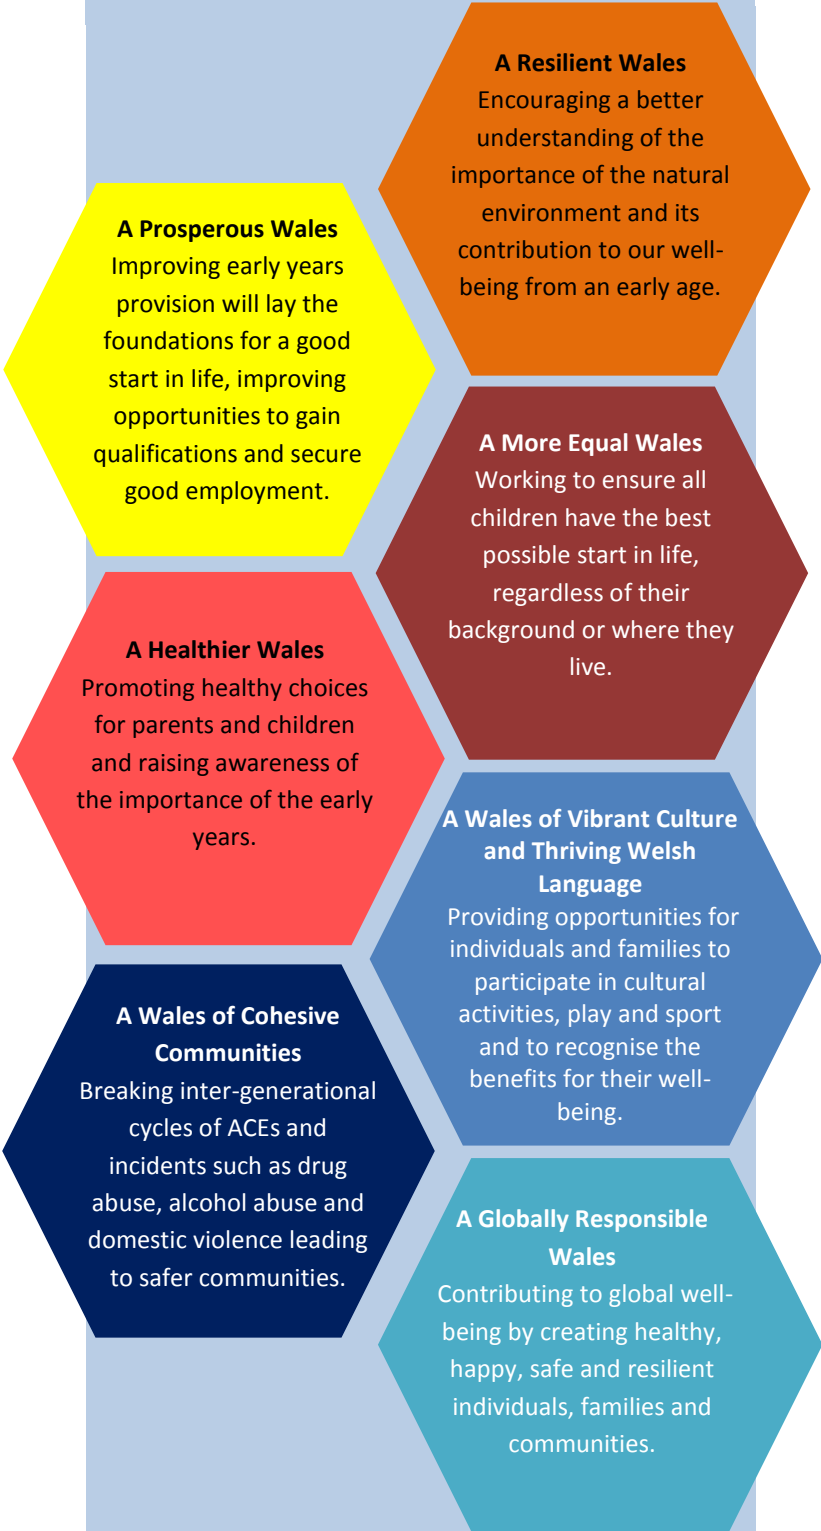 A Resilient Wales
Encouraging a better
understanding of the
importance of the natural
environment and its
contribution to our well-
being from an early age.
A Prosperous Wales
Improving early years
provision will lay the
foundations for a good
start in life, improving
opportunities to gain
qualifications and secure
good employment.
A More Equal Wales
Working to ensure all
children have the best
possible start in life,
regardless of their
background or where they
live.
A Healthier Wales
Promoting healthy choices
for parents and children
and raising awareness of
the importance of the early
years.
A Wales of Vibrant Culture
and Thriving Welsh
Language
Providing opportunities for
individuals and families to
participate in cultural
activities, play and sport
and to recognise the
benefits for their well-
being.
A Wales of Cohesive
Communities
Breaking inter-generational
cycles of ACEs and
incidents such as drug
abuse, alcohol abuse and
domestic violence leading
to safer communities.
A Globally Responsible
Wales
Contributing to global well-
being by creating healthy,
happy, safe and resilient
individuals, families and
communities.